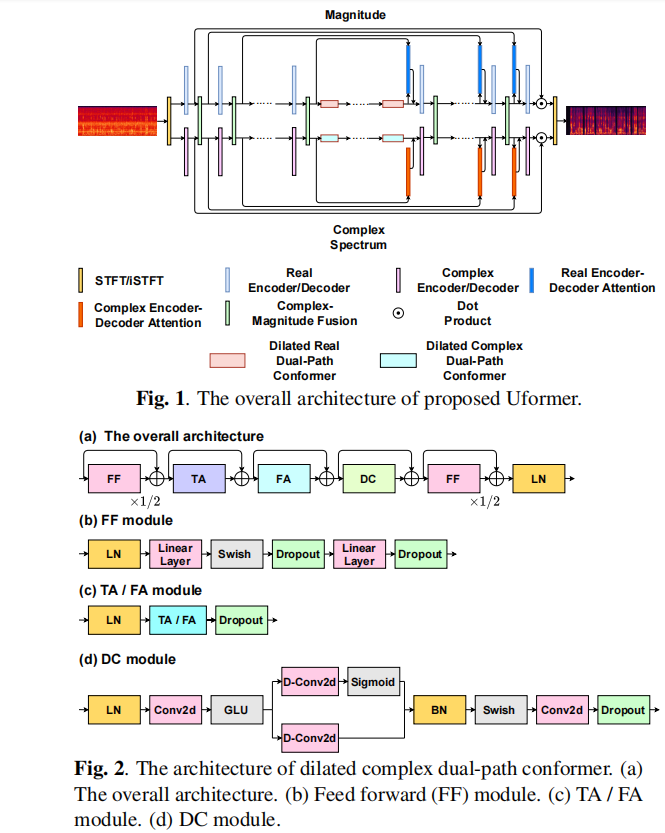 Magnitude
Complex
Spectrum
STFT/iSTFT
Real
Encoder/Decoder
Complex
Encoder/Decoder
Real Encoder-
Decoder Attention
Complex Encoder-
Decoder Attention
Complex-
Magnitude Fusion
Dot
Product
Dilated Real
Dual-Path
Conformer
Dilated Complex
Dual-Path
Conformer
Fig. 1. The overall architecture of proposed Uformer.
(a) The overall architecture
FF TA FA DC FF LN
×1/2 ×1/2
(b) FF module
LN Linear Layer Swish Dropout Linear Layer Dropout
(c) TA / FA module
LN TA / FA Dropout
(d) DC module
D-Conv2d Sigmoid
LN Conv2d GLU BN Swish Conv2d Dropout
D-Conv2d
Fig. 2. The architecture of dilated complex dual-path conformer. (a)
The overall architecture. (b) Feed forward (FF) module. (c) TA / FA
module. (d) DC module.